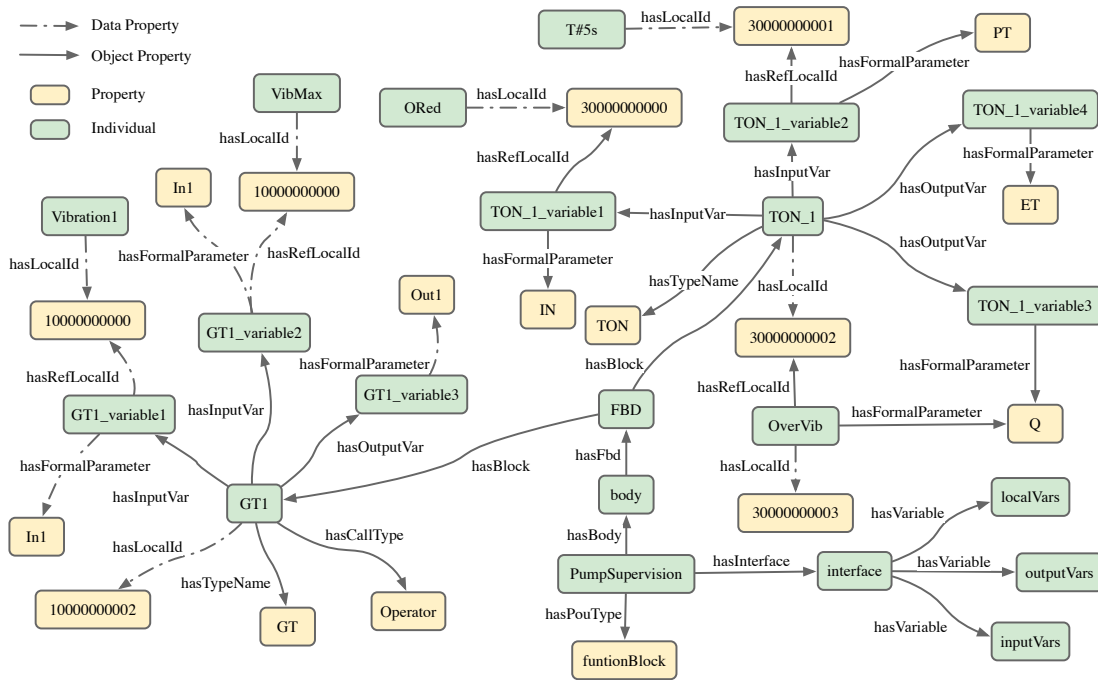 Data Property
Object Property
Property
Individual
T#5s
hasLocalId
30000000001
PT
hasFormalParameter
hasRefLocalId
VibMax
ORed
hasLocalId
30000000000
TON_1_variable2
TON_1_variable4
hasLocalId
hasRefLocalId
hasInputVar
hasFormalParameter
hasOutputVar
In1
10000000000
Vibration1
TON_1_variable1
hasInputVar
TON_1
ET
hasFormalParameter
hasRefLocalId
hasLocalId
hasFormalParameter
hasTypeName
hasLocalId
hasOutputVar
10000000000
Out1
IN
TON
TON_1_variable3
GT1_variable2
30000000002
hasFormalParameter
hasBlock
hasFormalParameter
hasRefLocalId
GT1_variable3
hasRefLocalId
GT1_variable1
hasInputVar
FBD
OverVib
hasFormalParameter
Q
hasOutputVar
hasFbd
hasFormalParameter
hasBlock
hasLocalId
hasInputVar
GT1
body
30000000003
localVars
In1
hasCallType
hasBody
hasVariable
hasLocalId
hasInterface
hasVariable
PumpSupervision
interface
outputVars
hasTypeName
10000000002
Operator
hasPouType
hasVariable
GT
funtionBlock
inputVars